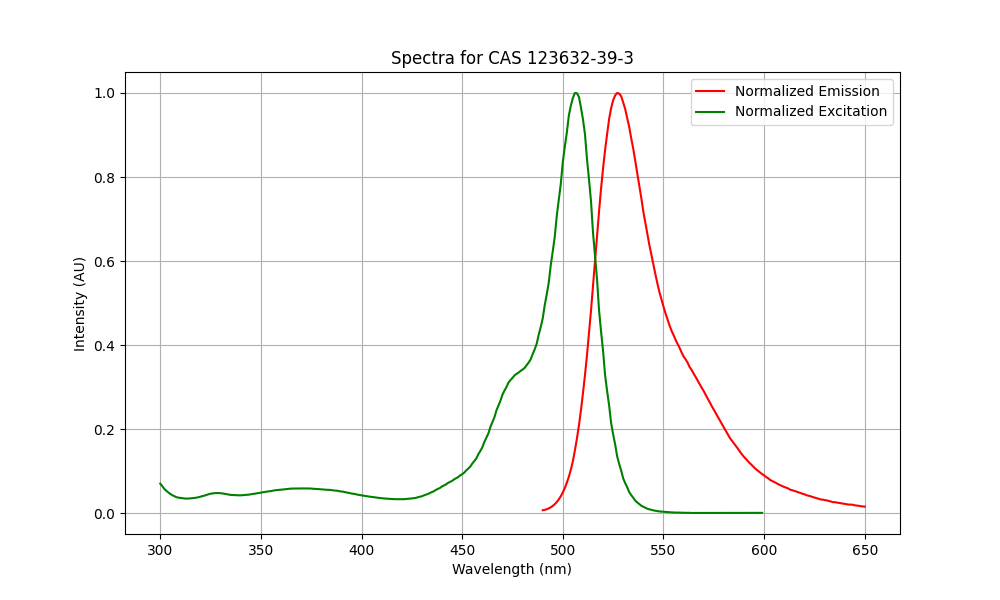 Spectra for CAS 123632-39-3
Normalized Emission
Normalized Excitation
Intensity (AU)
1.0
0.8
0.6
0.4
0.2
0.0
300 350 400 450 500 550 600 650
Wavelength (nm)